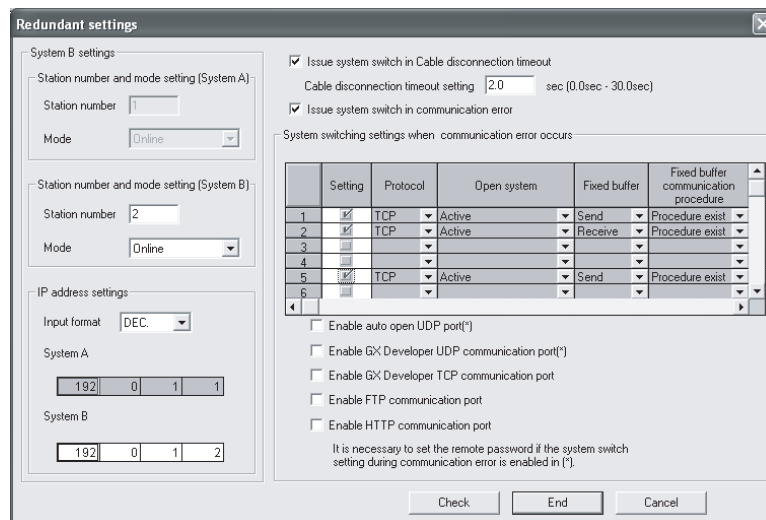 Redundant settings
System B settings
Station number and mode setting (System A)
Station number 1
Mode Online
Station number and mode setting (System B)
Station number 2
Mode Online
IP address settings
Input format DEC.
System A
192 0 1 1
System B
192 0 1 2
Issue system switch in Cable disconnection timeout
Cable disconnection timeout setting 2.0 sec (0.0sec - 30.0sec)
Issue system switch in communication error
System switching settings when communication error occurs
Setting Protocol Open system Fixed buffer Fixed buffer communication procedure
1 TCP Active Send Procedure exist
2 TCP Active Receive Procedure exist
3
4
5 TCP Active Send Procedure exist
6
Enable auto open UDP port(*)
Enable GX Developer UDP communication port(*)
Enable GX Developer TCP communication port
Enable FTP communication port
Enable HTTP communication port
It is necessary to set the remote password if the system switch
setting during communication error is enabled in (*).
Check End Cancel